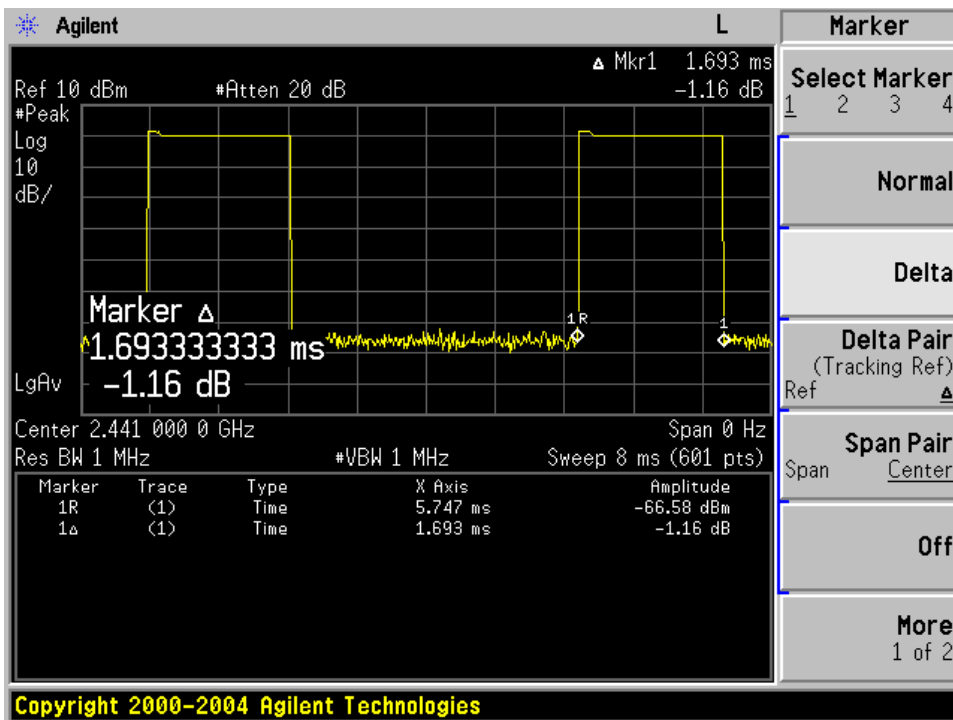 Agilent L
Marker
Δ Mkr1 1.693 ms
Ref 10 dBm #Atten 20 dB -1.16 dB
#Peak
Log
10
dB/
1R 1
Marker Δ
1.693333333 ms
-1.16 dB
LgAv
Center 2.441 000 0 GHz Span 0 Hz
Res BW 1 MHz #VBW 1 MHz Sweep 8 ms (601 pts)
Marker Trace Type X Axis Amplitude
1R (1) Time 5.747 ms -66.58 dBm
1Δ (1) Time 1.693 ms -1.16 dB
Select Marker
1 2 3 4
Normal
Delta
Delta Pair
(Tracking Ref)
Ref Δ
Span Pair
Span Center
Off
More
1 of 2
Copyright 2000-2004 Agilent Technologies